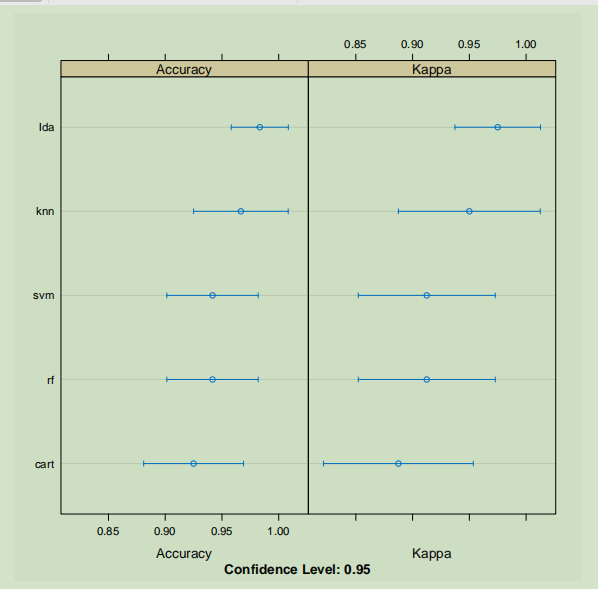 0.85 0.90 0.95 1.00
Accuracy Kappa
lda
knn
svm
rf
cart
0.85 0.90 0.95 1.00
Accuracy Kappa
Confidence Level: 0.95